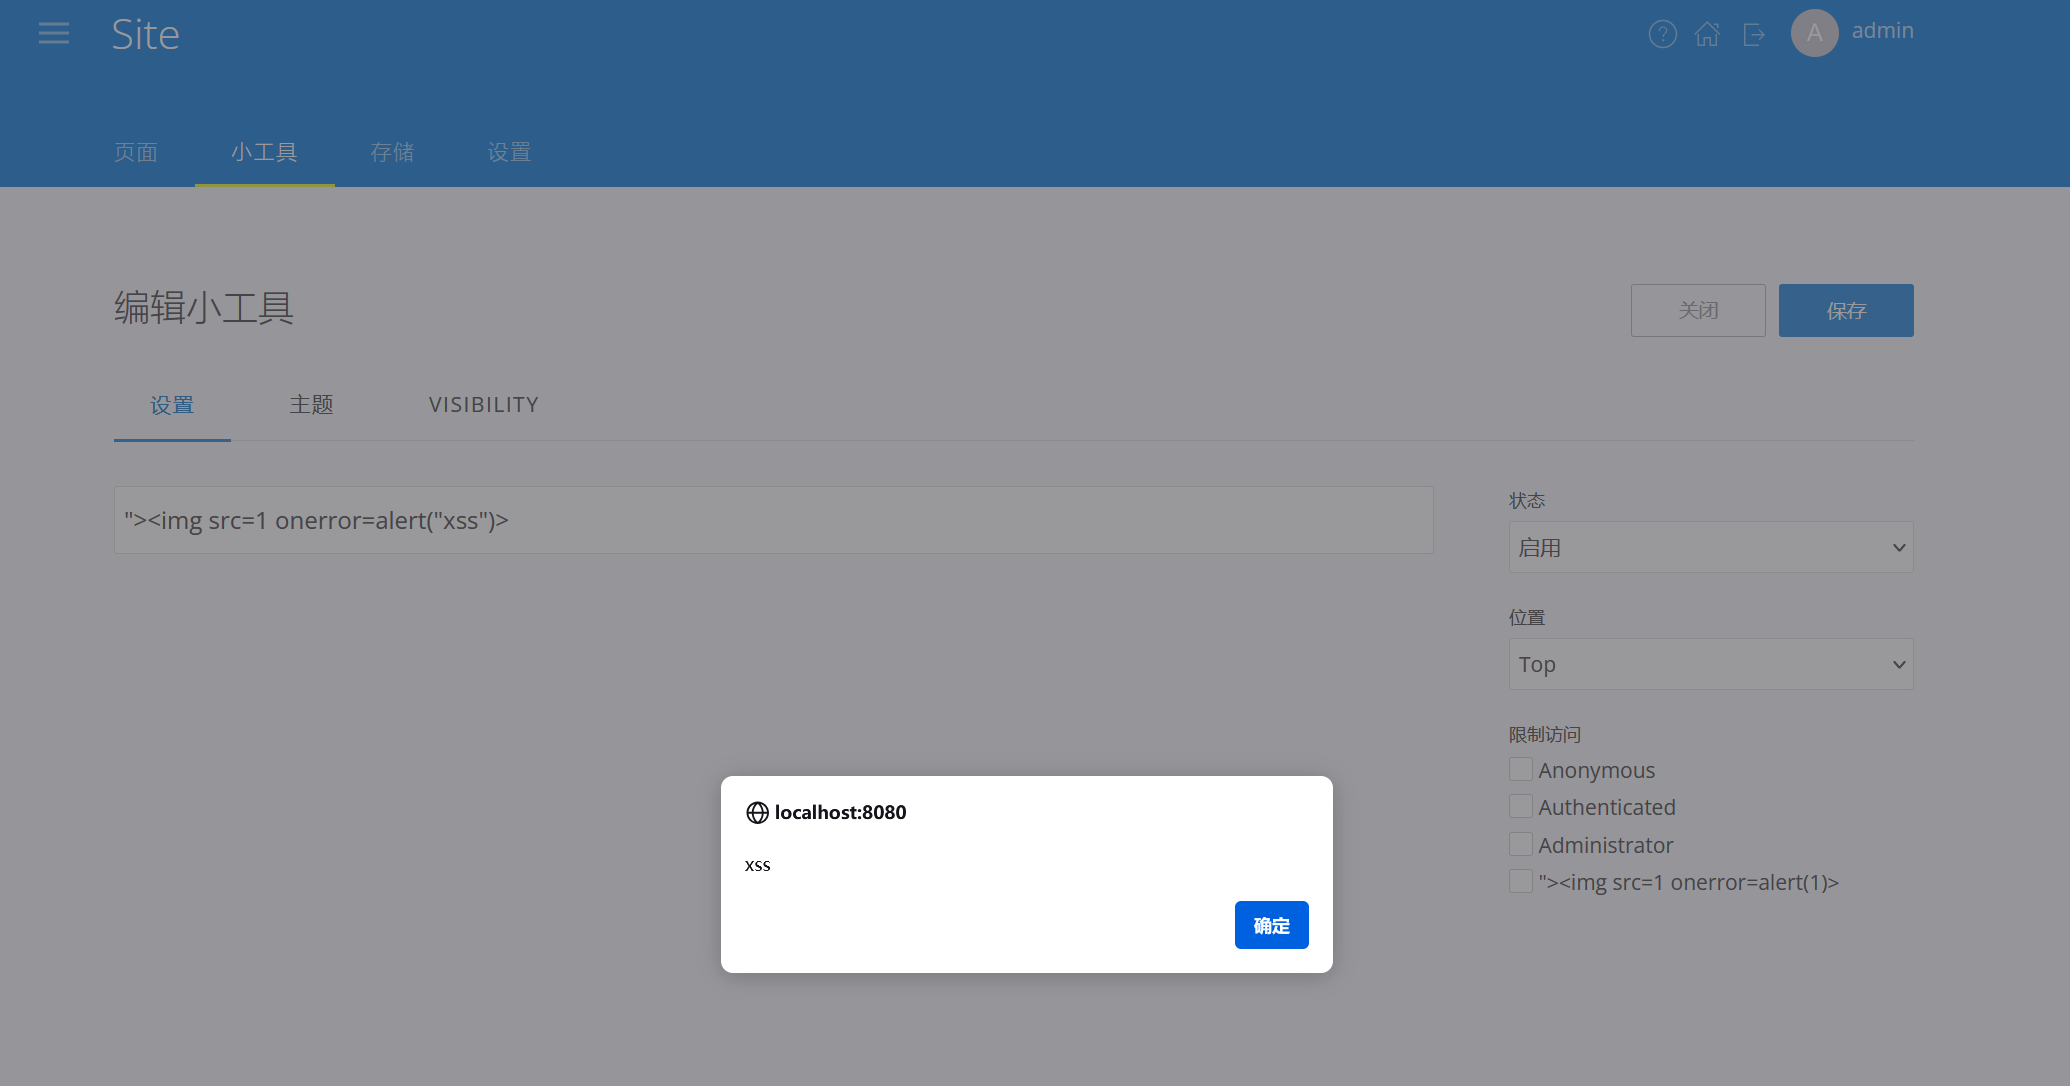 Site
? A admin
页面 小工具 存储 设置
编辑小工具
关闭 保存
设置 主题 VISIBILITY
"><img src=1 onerror=alert("xss")>
状态
启用
位置
Top
限制访问
Anonymous
Authenticated
Administrator
"><img src=1 onerror=alert(1)>
localhost:8080
xss
确定